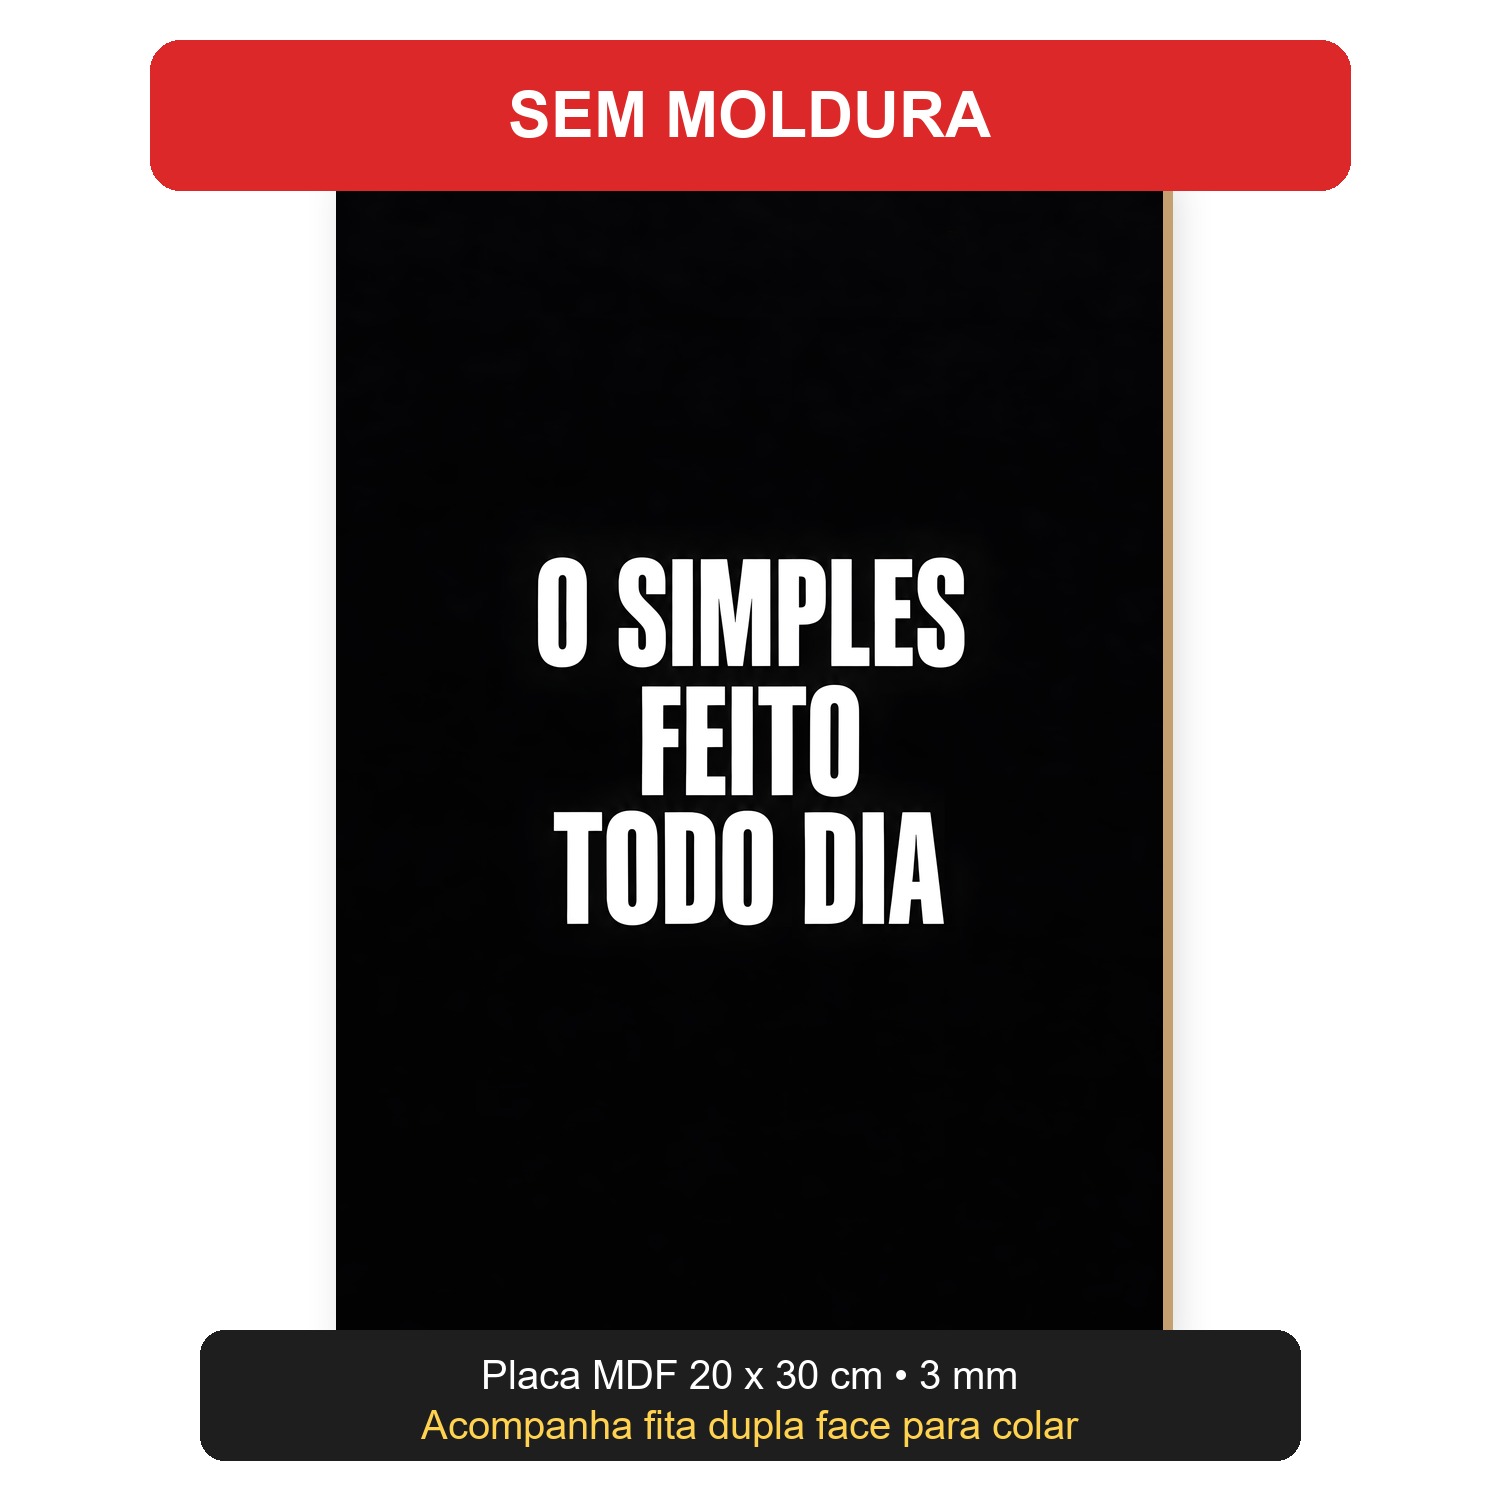 SEM MOLDURA
O SIMPLES
FEITO
TODO DIA
Placa MDF 20 x 30 cm • 3 mm
Acompanha fita dupla face para colar